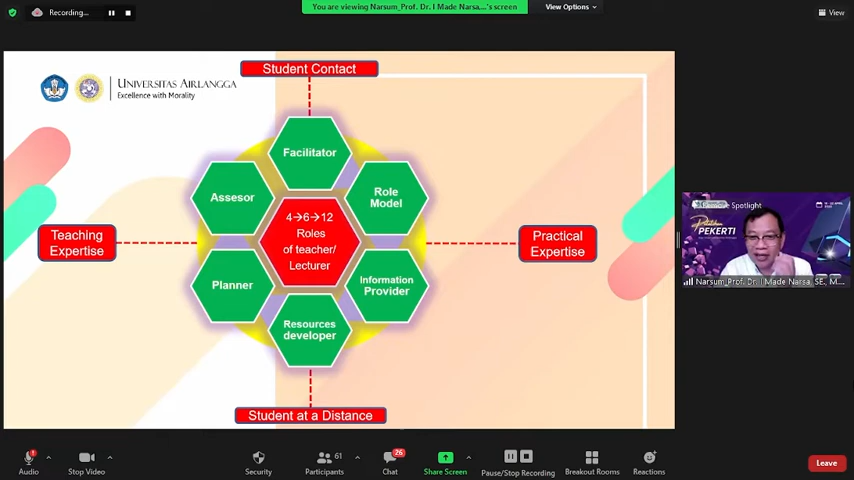 Recording...
You are viewing Narsum_Prof. Dr. I Made Narsa,...'s screen
View Options
View
UNIVERSITAS AIRLANGGA
Excellence with Morality
Student Contact
Facilitator
Assesor
Role
Model
4→6→12
Roles
of teacher/
Lecturer
Teaching
Expertise
Practical
Expertise
Planner
Information
Provider
Resources
developer
Student at a Distance
Spotlight
PEKERTI
Narsum_Prof. Dr. I Made Narsa, SE., M....
Audio
Stop Video
Security
61
Participants
26
Chat
Share Screen
Pause/Stop Recording
Breakout Rooms
Reactions
Leave